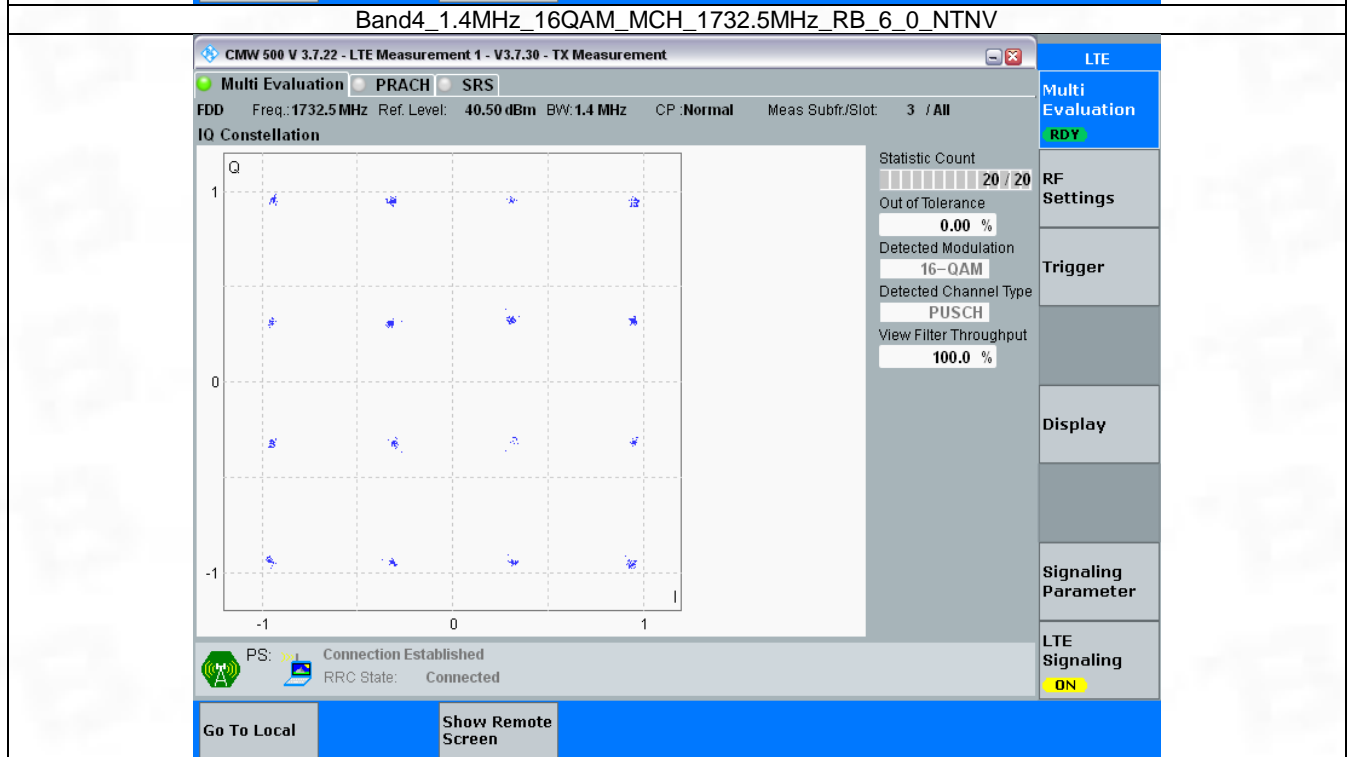 Band4_1.4MHz_16QAM_MCH_1732.5MHz_RB_6_0_NTNV
CMW 500 V 3.7.22 - LTE Measurement 1 - V3.7.30 - TX Measurement
LTE
Multi Evaluation PRACH SRS
FDD Freq.:1732.5 MHz Ref. Level: 40.50 dBm BW:1.4 MHz CP :Normal Meas Subfr./Slot: 3 / All
IQ Constellation
Q
1
0
-1
I
-1 0 1
Statistic Count
20 / 20
Out of Tolerance
0.00 %
Detected Modulation
16-QAM
Detected Channel Type
PUSCH
View Filter Throughput
100.0 %
Multi
Evaluation
RDY
RF
Settings
Trigger
Display
Signaling
Parameter
LTE
Signaling
ON
PS: Connection Established
RRC State: Connected
Go To Local
Show Remote
Screen